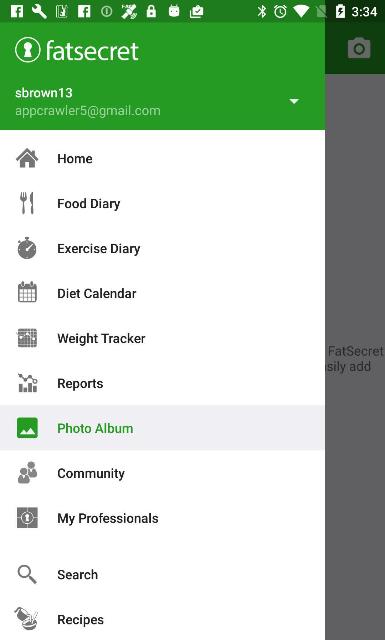 3:34
fatsecret
sbrown13
appcrawler5@gmail.com
Home
Food Diary
Exercise Diary
Diet Calendar
Weight Tracker
FatSecret
sily add
Reports
Photo Album
Community
My Professionals
Search
Recipes